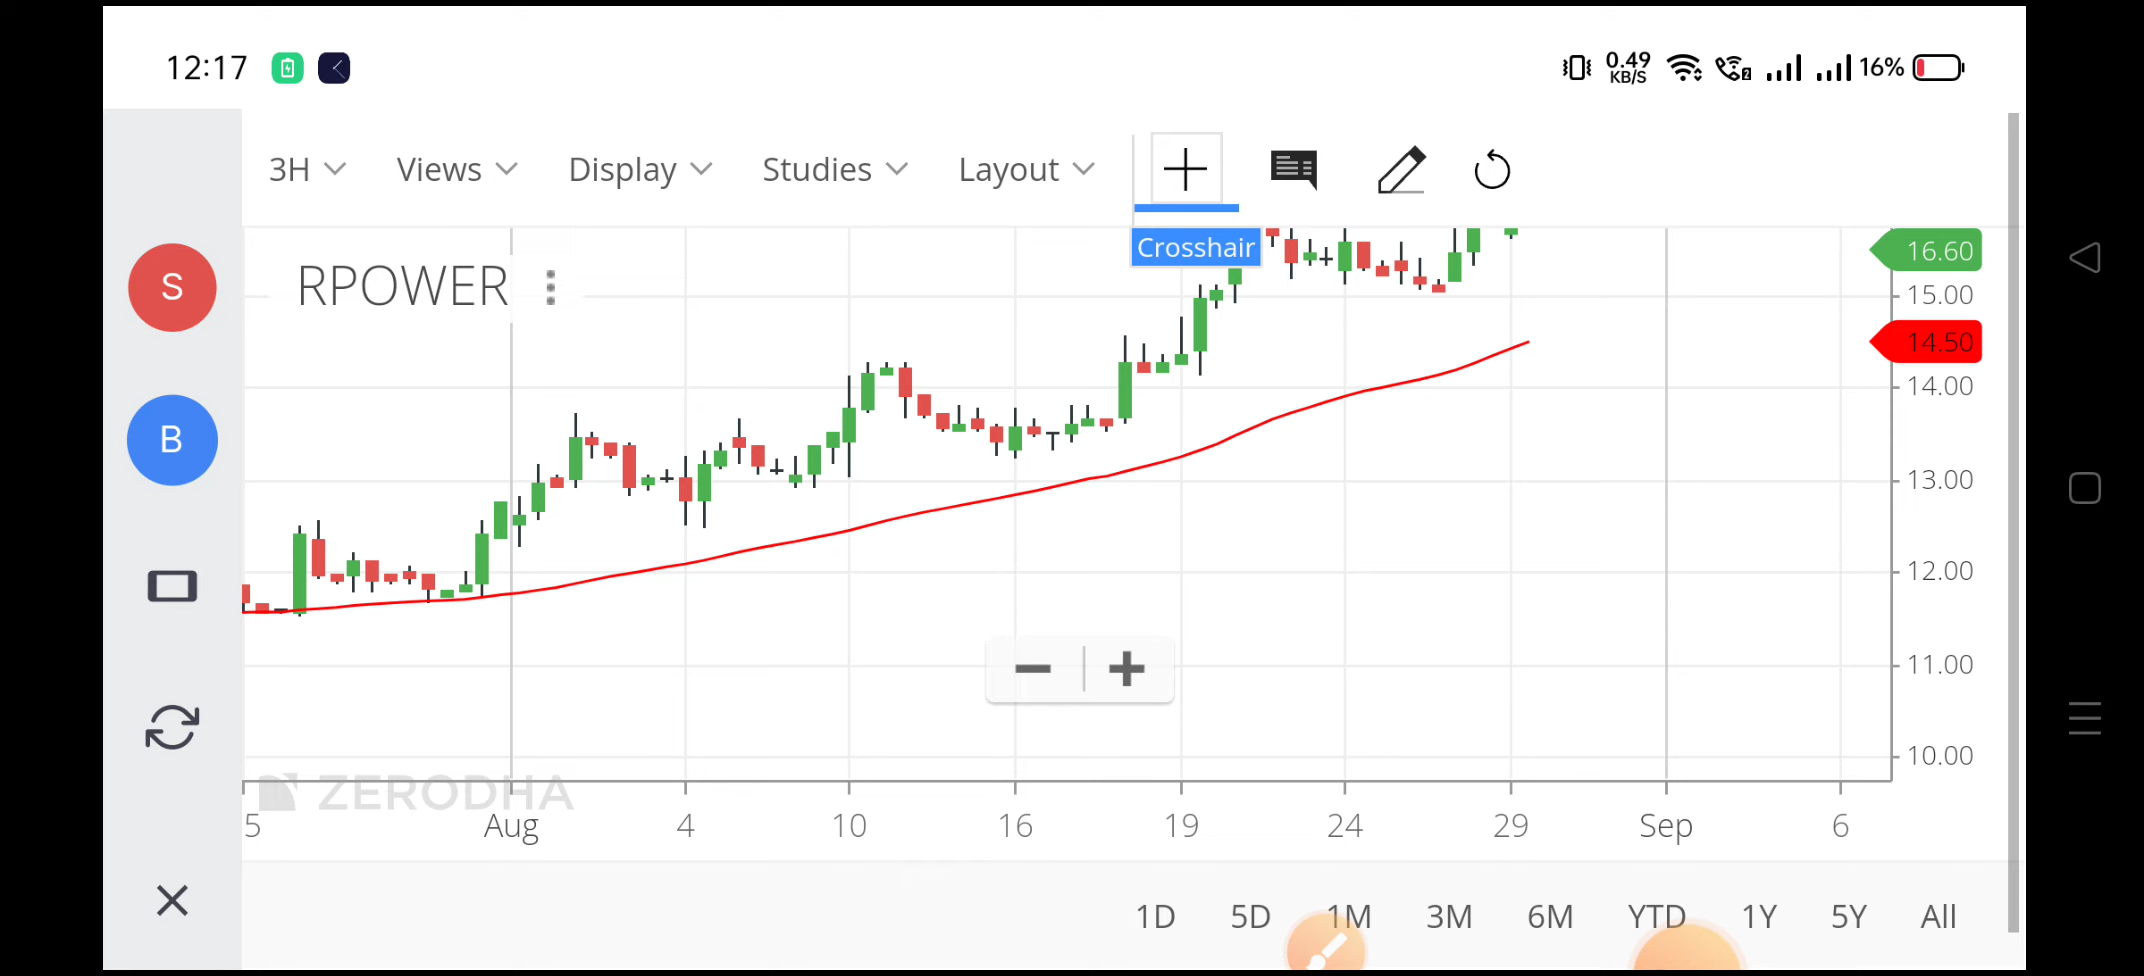 12:17
0.49
KB/S
2
16%
3H Views Display Studies Layout
Crosshair
RPOWER
S
B
16.60
15.00
14.50
14.00
13.00
12.00
11.00
10.00
ZERODHA
5 Aug 4 10 16 19 24 29 Sep 6
1D 5D 1M 3M 6M YTD 1Y 5Y All